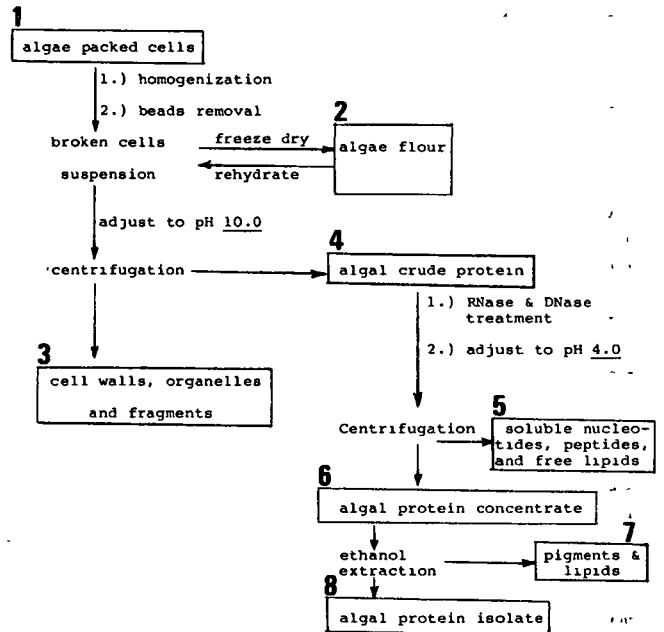 1
algae packed cells
1.) homogenization
2.) beads removal
2
broken cells
suspension
freeze dry
rehydrate
algae flour
adjust to pH 10.0
centrifugation
4
algal crude protein
1.) RNase & DNase
treatment
2.) adjust to pH 4.0
3
cell walls, organelles
and fragments
Centrifugation
5
soluble nucleo-
tides, peptides,
and free lipids
6
algal protein concentrate
ethanol
extraction
7
pigments &
lipids
8
algal protein isolate